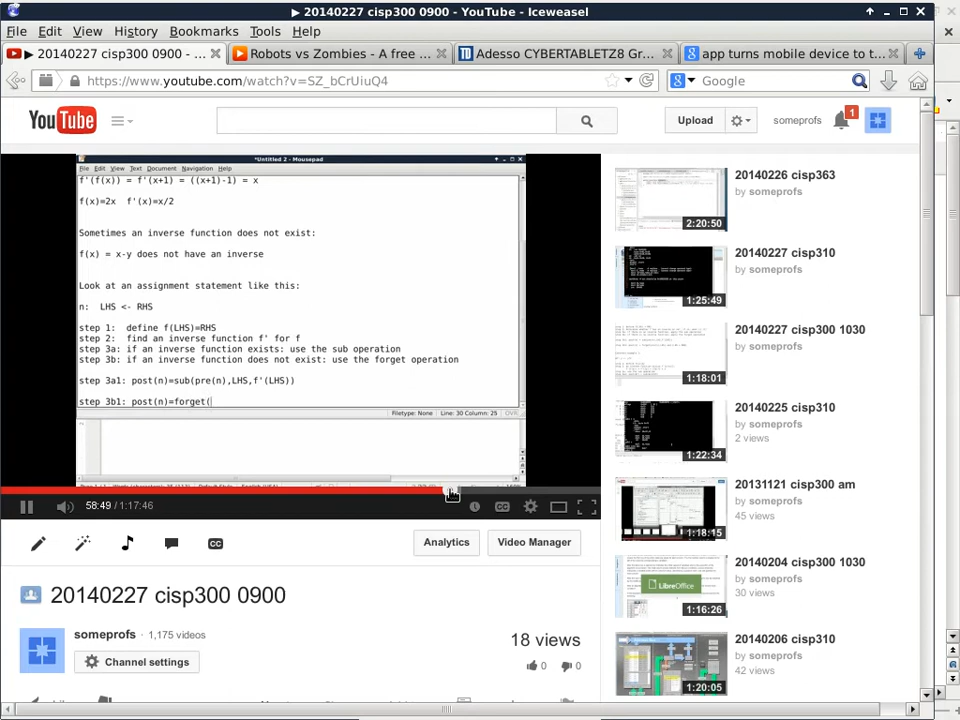 ▶ 20140227 cisp300 0900 - YouTube - Iceweasel
File Edit View History Bookmarks Tools Help
▶ 20140227 cisp300 0900 - ...
Robots vs Zombies - A free ...
Adesso CYBERTABLETZ8 Gr...
app turns mobile device to t...
https://www.youtube.com/watch?v=SZ_bCrUiuQ4
Google
YouTube
Upload
someprofs
1
*Untitled 2 - Mousepad
File Edit View Text Document Navigation Help
f'(f(x)) = f'(x+1) = ((x+1)-1) = x
f(x)=2x f'(x)=x/2
Sometimes an inverse function does not exist:
f(x) = x-y does not have an inverse
Look at an assignment statement like this:
n: LHS <- RHS
step 1: define f(LHS)=RHS
step 2: find an inverse function f' for f
step 3a: if an inverse function exists: use the sub operation
step 3b: if an inverse function does not exist: use the forget operation
step 3a1: post(n)=sub(pre(n),LHS,f'(LHS))
step 3b1: post(n)=forget(
Filetype: None Line: 30 Column: 25 OVR
58:49 / 1:17:46
CC
Analytics
Video Manager
20140227 cisp300 0900
someprofs · 1,175 videos
Channel settings
18 views
0 0
20140226 cisp363
by someprofs
2:20:50
20140227 cisp310
by someprofs
1:25:49
20140227 cisp300 1030
by someprofs
1:18:01
20140225 cisp310
by someprofs
2 views
1:22:34
20131121 cisp300 am
by someprofs
45 views
1:18:15
20140204 cisp300 1030
by someprofs
30 views
LibreOffice
1:16:26
20140206 cisp310
by someprofs
42 views
1:20:05